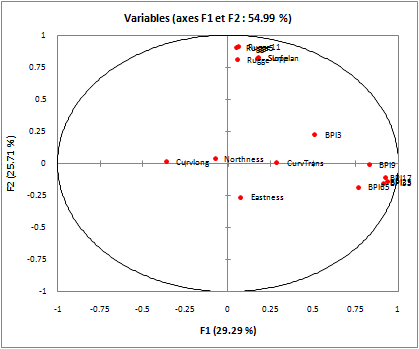 Variables (axes F1 et F2 : 54.99 %)
1
0.75
0.5
0.25
0
-0.25
-0.5
-0.75
-1
F2 (25.71 %)
BPI3
Curvlong
Northness
CurvTrans
BPI9
BPI17
BPI65
Eastness
-1
-0.75
-0.5
-0.25
0
0.25
0.5
0.75
1
F1 (29.29 %)